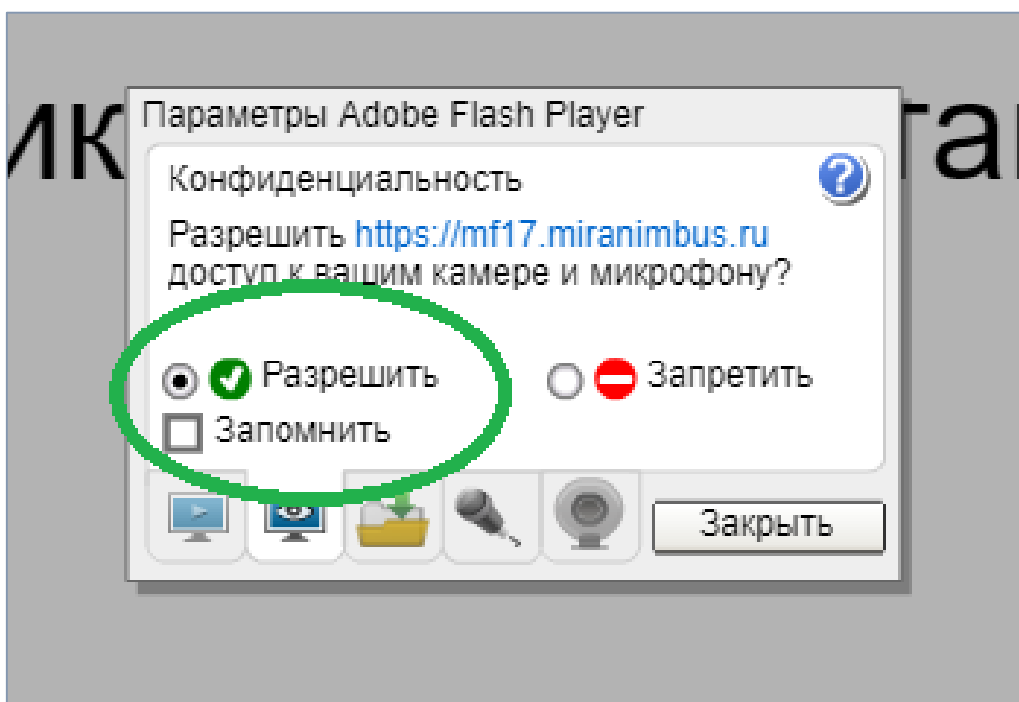 Параметры Adobe Flash Player
Конфиденциальность
Разрешить https://mf17.miranimbus.ru
доступ к вашим камере и микрофону?
Разрешить
Запретить
Запомнить
Закрыть